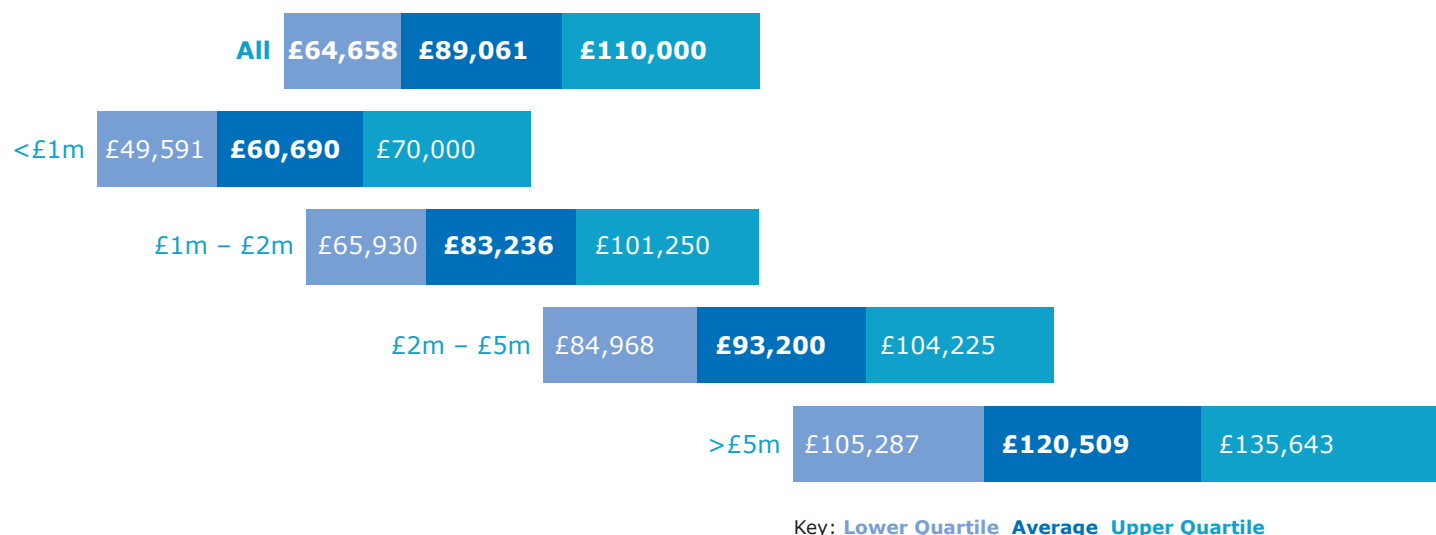 All £64,658 £89,061 £110,000
<£1m £49,591 £60,690 £70,000
£1m – £2m £65,930 £83,236 £101,250
£2m – £5m £84,968 £93,200 £104,225
>£5m £105,287 £120,509 £135,643
Key: Lower Quartile Average Upper Quartile